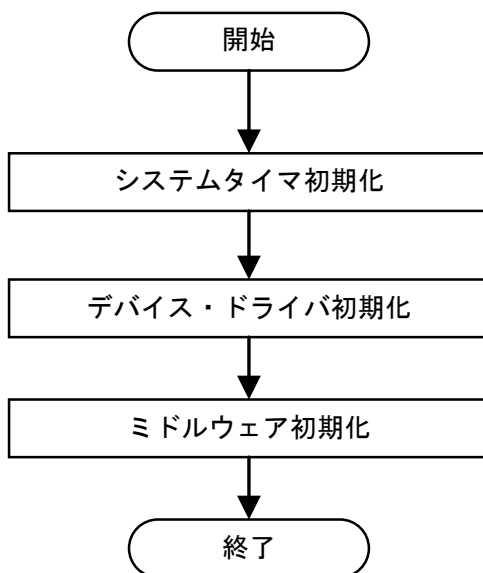 開始
システムタイマ初期化
デバイス・ドライバ初期化
ミドルウェア初期化
終了